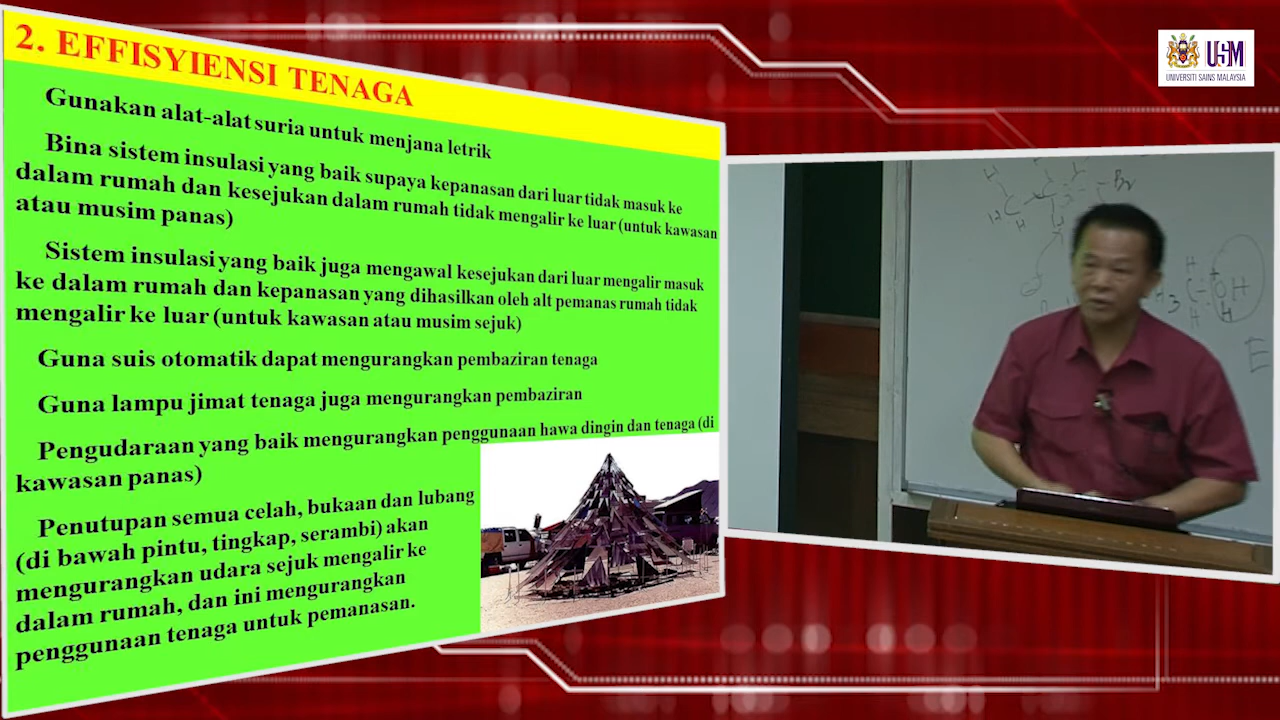 2. EFFISYIENSI TENAGA
Gunakan alat-alat suria untuk menjana letrik
Bina sistem insulasi yang baik supaya kepanasan dari luar tidak masuk ke
dalam rumah dan kesejukan dalam rumah tidak mengalir ke luar (untuk kawasan
atau musim panas)
Sistem insulasi yang baik juga mengawal kesejukan dari luar mengalir masuk
ke dalam rumah dan kepanasan yang dihasilkan oleh alt pemanas rumah tidak
mengalir ke luar (untuk kawasan atau musim sejuk)
Guna suis otomatik dapat mengurangkan pembaziran tenaga
Guna lampu jimat tenaga juga mengurangkan pembaziran
Pengudaraan yang baik mengurangkan penggunaan hawa dingin dan tenaga (di
kawasan panas)
Penutupan semua celah, bukaan dan lubang
(di bawah pintu, tingkap, serambi) akan
mengurangkan udara sejuk mengalir ke
dalam rumah, dan ini mengurangkan
penggunaan tenaga untuk pemanasan.
USM
UNIVERSITI SAINS MALAYSIA
Br
E